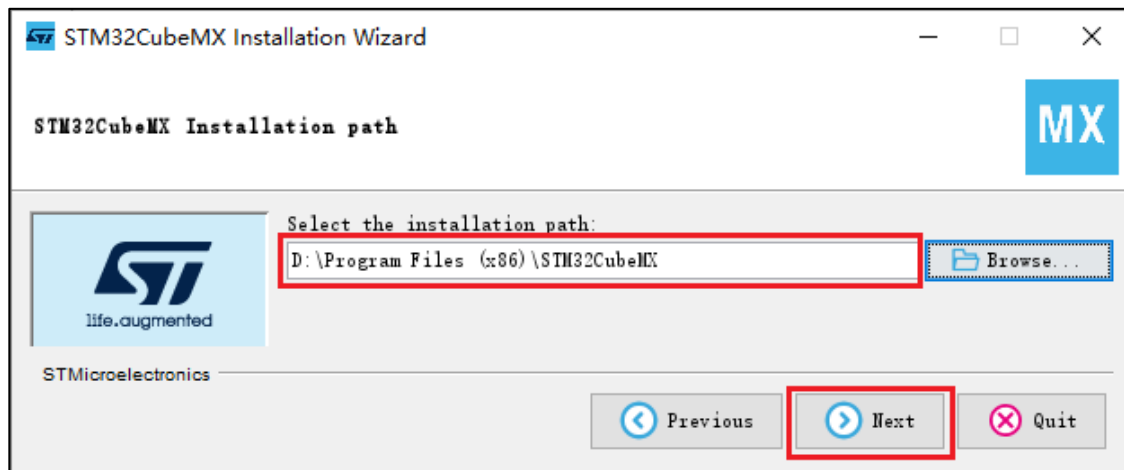 STM32CubeMX Installation Wizard
STM32CubeMX Installation path
MX
Select the installation path:
D:\Program Files (x86)\STM32CubeMX
Browse...
ST
life.augmented
STMicroelectronics
Previous
Next
Quit